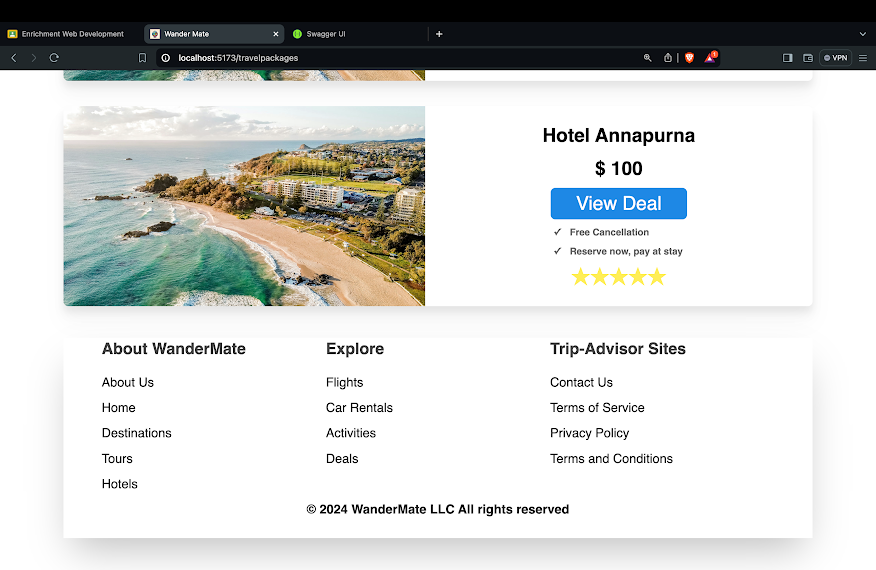 Enrichment Web Development
Wander Mate
Swagger UI
localhost:5173/travelpackages
1
VPN
Hotel Annapurna
$ 100
View Deal
✓ Free Cancellation
✓ Reserve now, pay at stay
About WanderMate
About Us
Home
Destinations
Tours
Hotels
Explore
Flights
Car Rentals
Activities
Deals
Trip-Advisor Sites
Contact Us
Terms of Service
Privacy Policy
Terms and Conditions
© 2024 WanderMate LLC All rights reserved